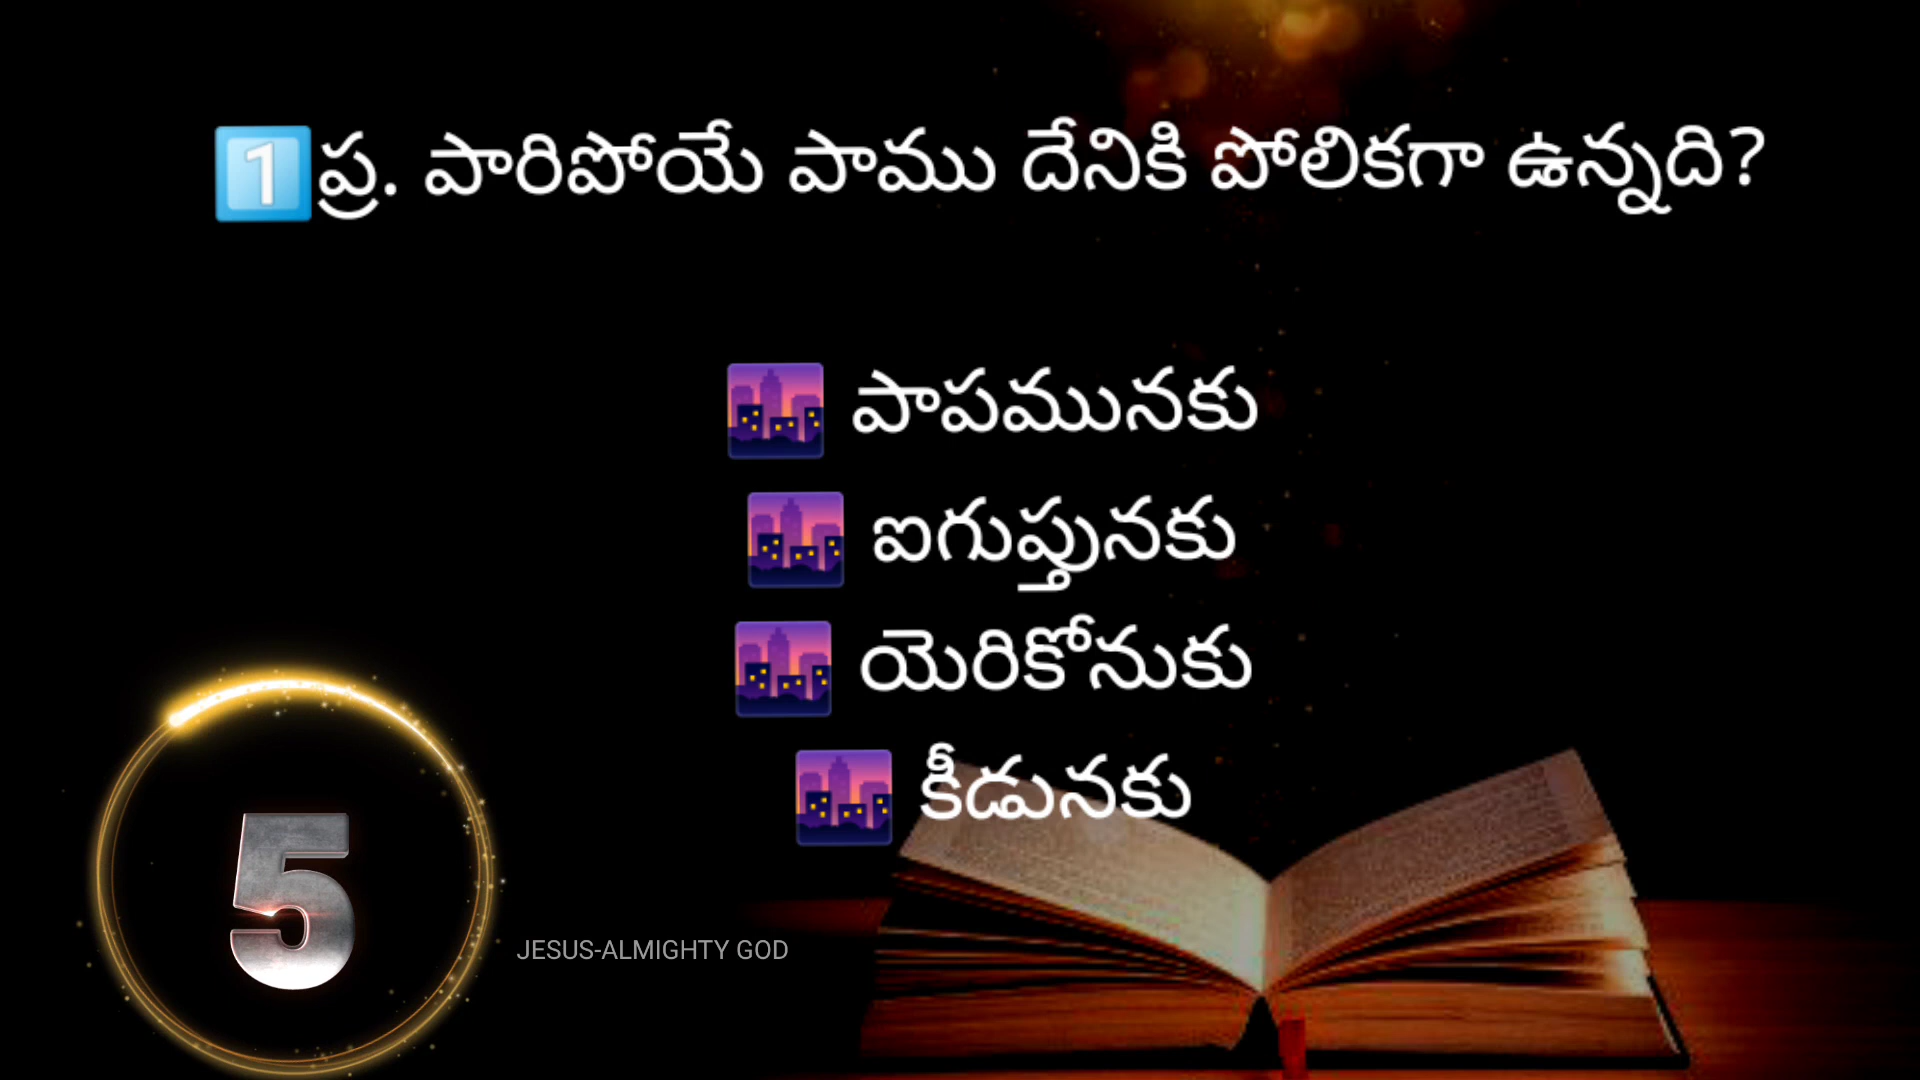 1️⃣ప్ర. పారిపోయే పాము దేనికి పోలికగా ఉన్నది?
🌆 పాపమునకు
🌆 ఐగుప్తునకు
🌆 యెరికోనుకు
🌆 కీడునకు
5
JESUS-ALMIGHTY GOD